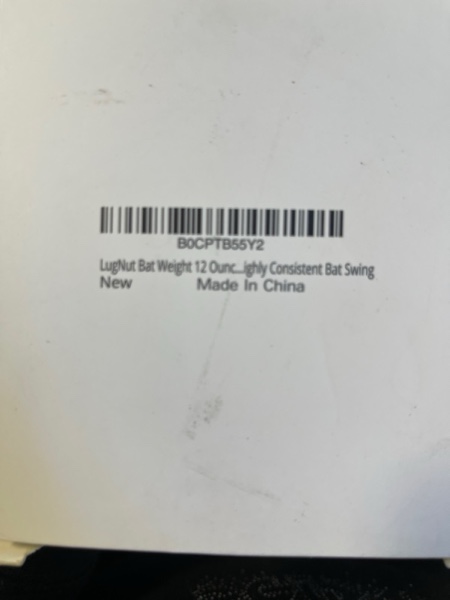 B0CPTB55Y2
LugNut Bat Weight 12 Ounc...ighly Consistent Bat Swing
New Made In China